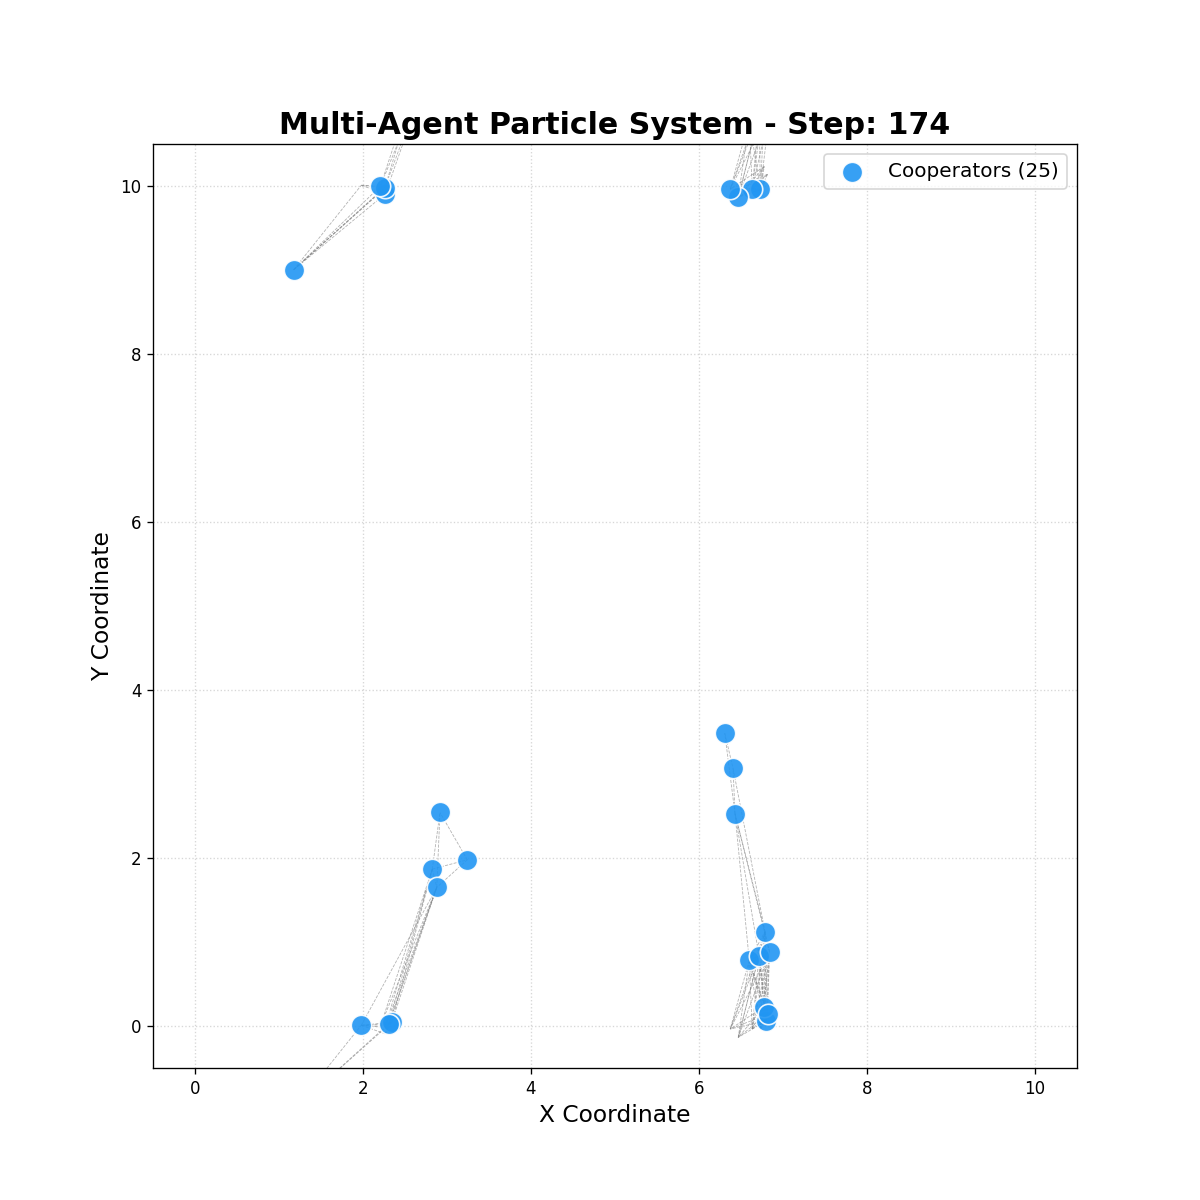 Multi-Agent Particle System - Step: 174
Cooperators (25)
10
8
6
4
2
0
Y Coordinate
0 2 4 6 8 10
X Coordinate